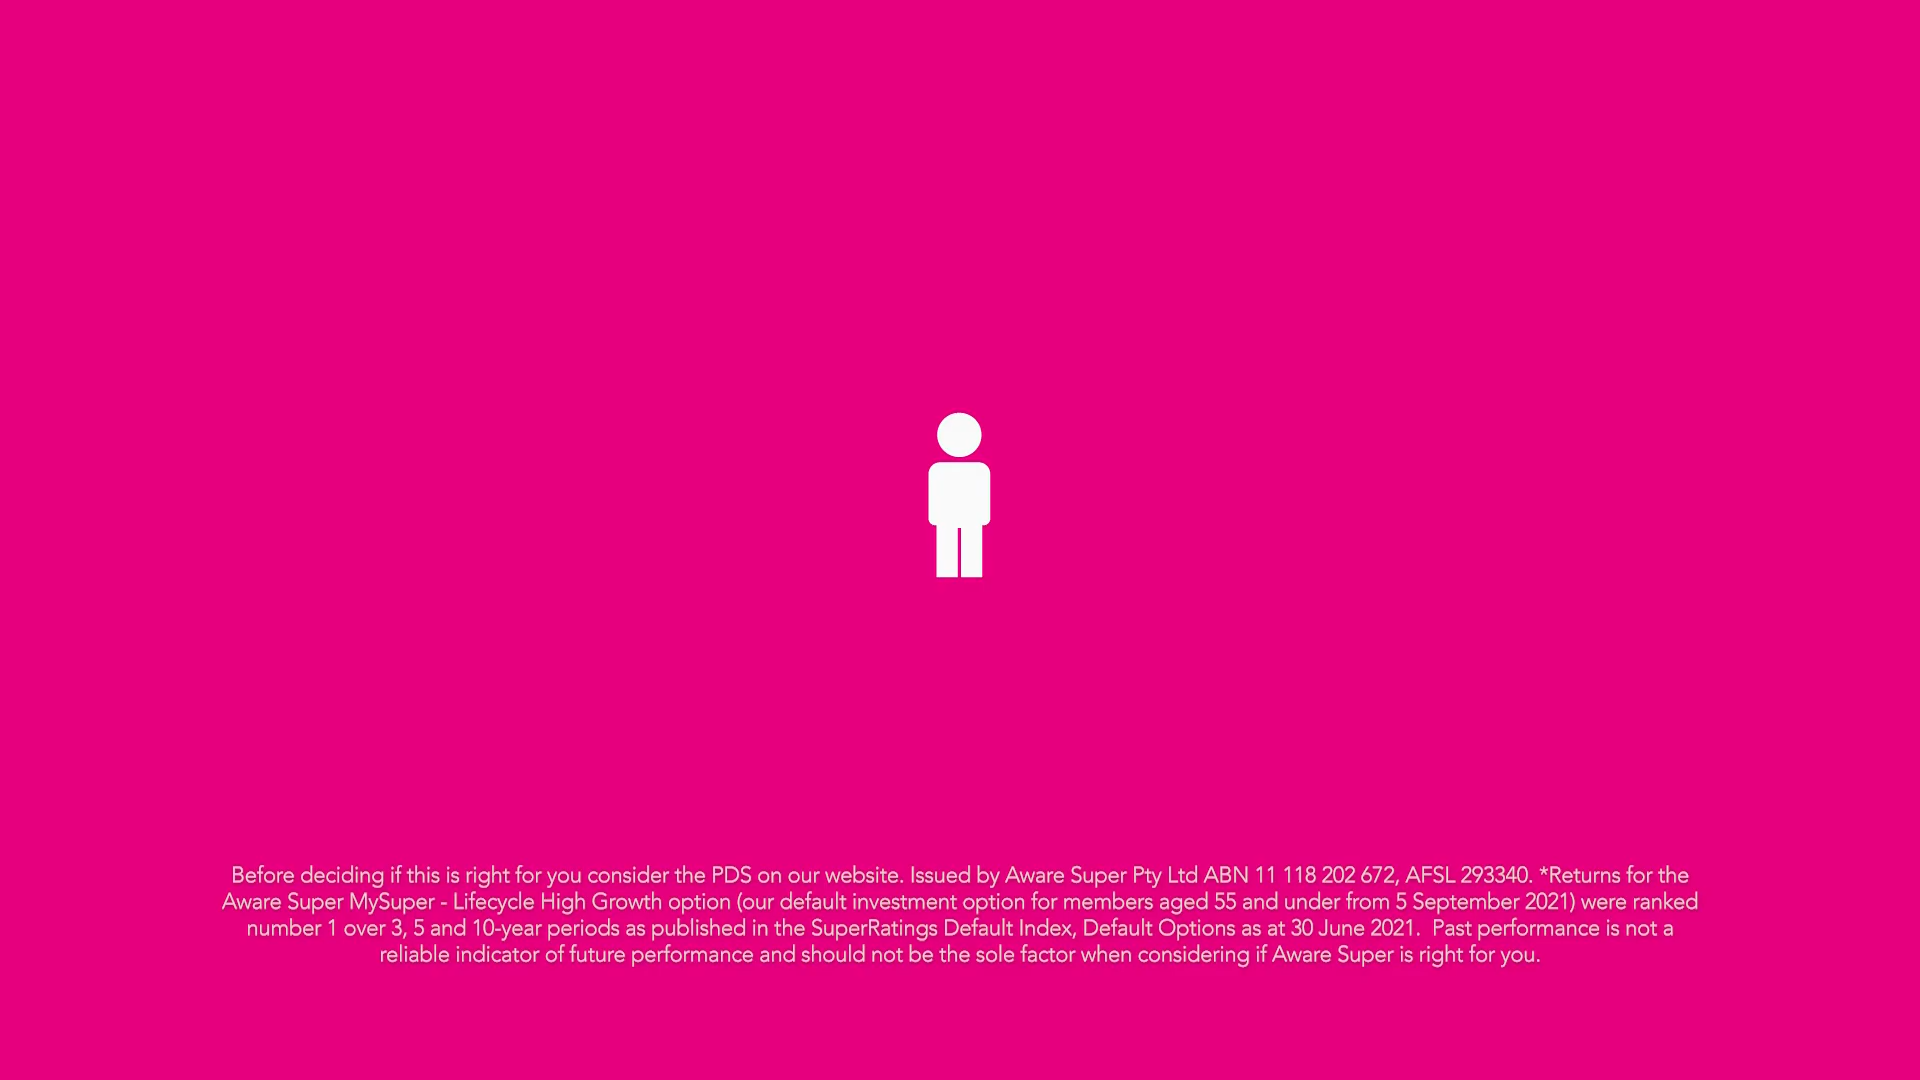 Before deciding if this is right for you consider the PDS on our website. Issued by Aware Super Pty Ltd ABN 11 118 202 672, AFSL 293340. *Returns for the
Aware Super MySuper - Lifecycle High Growth option (our default investment option for members aged 55 and under from 5 September 2021) were ranked
number 1 over 3, 5 and 10-year periods as published in the SuperRatings Default Index, Default Options as at 30 June 2021.  Past performance is not a
reliable indicator of future performance and should not be the sole factor when considering if Aware Super is right for you.